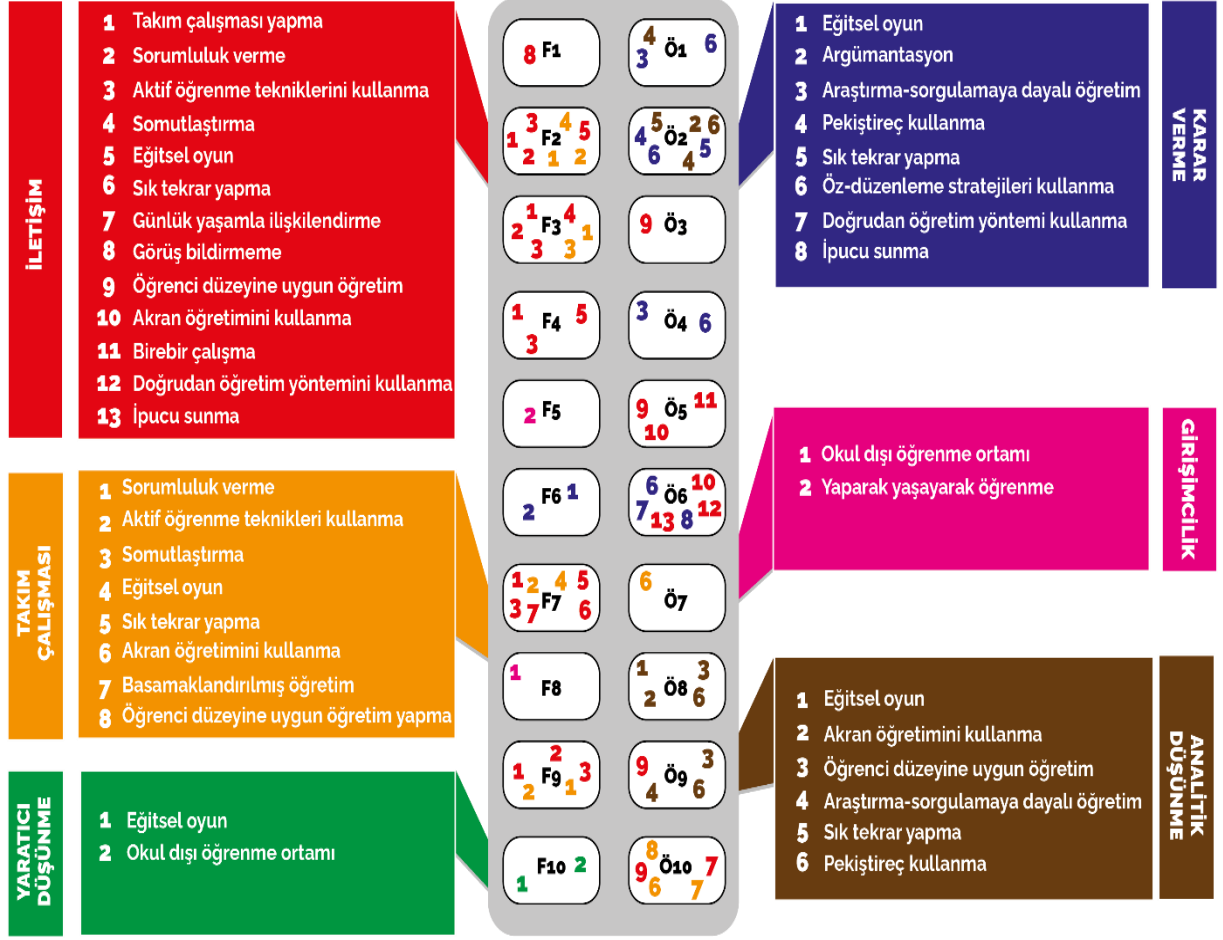 İLETİŞİM
1 Takım çalışması yapma
2 Sorumluluk verme
3 Aktif öğrenme tekniklerini kullanma
4 Somutlaştırma
5 Eğitsel oyun
6 Sık tekrar yapma
7 Günlük yaşamla ilişkilendirme
8 Görüş bildirmeme
9 Öğrenci düzeyine uygun öğretim
10 Akran öğretimini kullanma
11 Birebir çalışma
12 Doğrudan öğretim yöntemini kullanma
13 İpucu sunma
TAKIM
ÇALIŞMASI
1 Sorumluluk verme
2 Aktif öğrenme teknikleri kullanma
3 Somutlaştırma
4 Eğitsel oyun
5 Sık tekrar yapma
6 Akran öğretimini kullanma
7 Basamaklandırılmış öğretim
8 Öğrenci düzeyine uygun öğretim yapma
YARATICI
DÜŞÜNME
1 Eğitsel oyun
2 Okul dışı öğrenme ortamı
8 F1
4 3 Ö1 6
1 3 F2 4 5 2 1 2
4 5 Ö2 2 6 6 4 5
2 1 F3 4 1 3 3
9 Ö3
1 F4 5 3
3 Ö4 6
2 F5
9 Ö5 11 10
2 F6 1
6 Ö6 10 7 13 8 12
1 2 4 5 3 7 F7 6
6 Ö7
1 F8
1 2 Ö8 3 6
1 2 F9 3 2 1
9 Ö9 3 4 6
F10 2 1
8 9 Ö10 7 6 7
KARAR
VERME
1 Eğitsel oyun
2 Argümantasyon
3 Araştırma-sorgulamaya dayalı öğretim
4 Pekiştireç kullanma
5 Sık tekrar yapma
6 Öz-düzenleme stratejileri kullanma
7 Doğrudan öğretim yöntemi kullanma
8 İpucu sunma
GİRİŞİMCİLİK
1 Okul dışı öğrenme ortamı
2 Yaparak yaşayarak öğrenme
ANALİTİK
DÜŞÜNME
1 Eğitsel oyun
2 Akran öğretimini kullanma
3 Öğrenci düzeyine uygun öğretim
4 Araştırma-sorgulamaya dayalı öğretim
5 Sık tekrar yapma
6 Pekiştireç kullanma